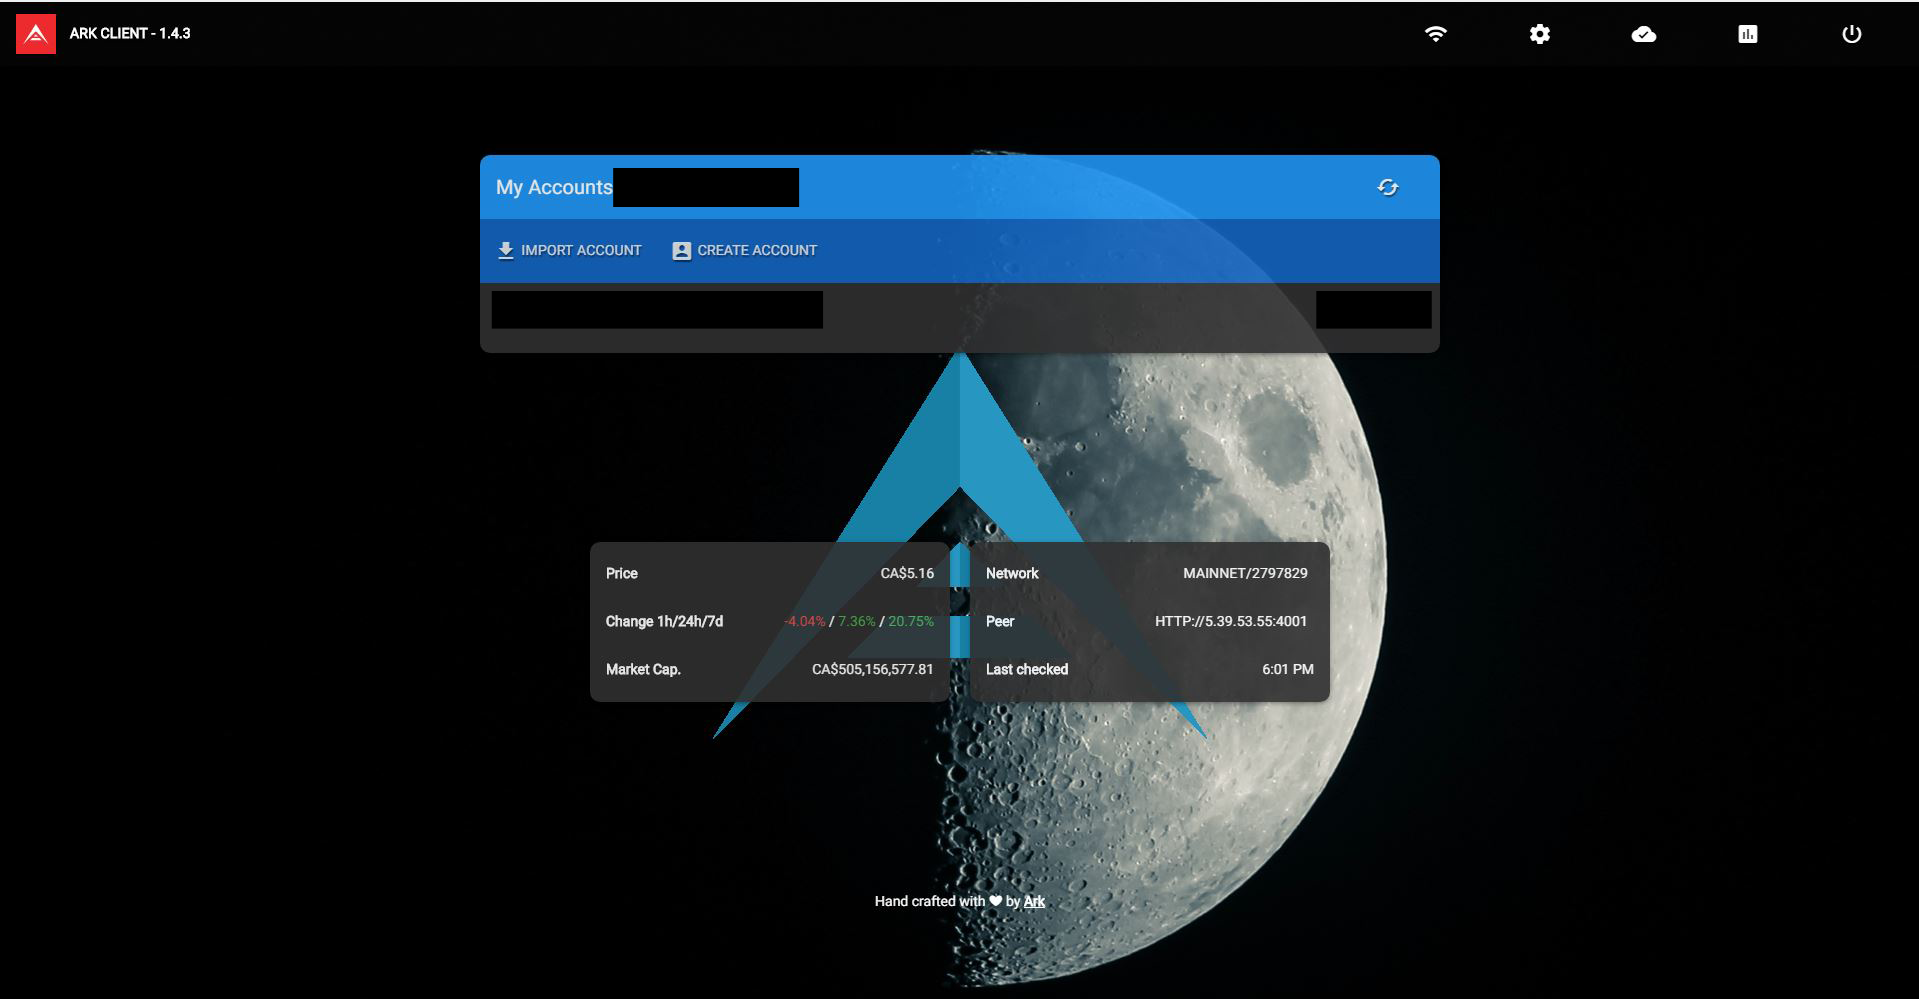 ARK CLIENT - 1.4.3
My Accounts
IMPORT ACCOUNT CREATE ACCOUNT
Price CA$5.16
Change 1h/24h/7d -4.04% / 7.36% / 20.75%
Market Cap. CA$505,156,577.81
Network MAINNET/2797829
Peer HTTP://5.39.53.55:4001
Last checked 6:01 PM
Hand crafted with ♥ by Ark